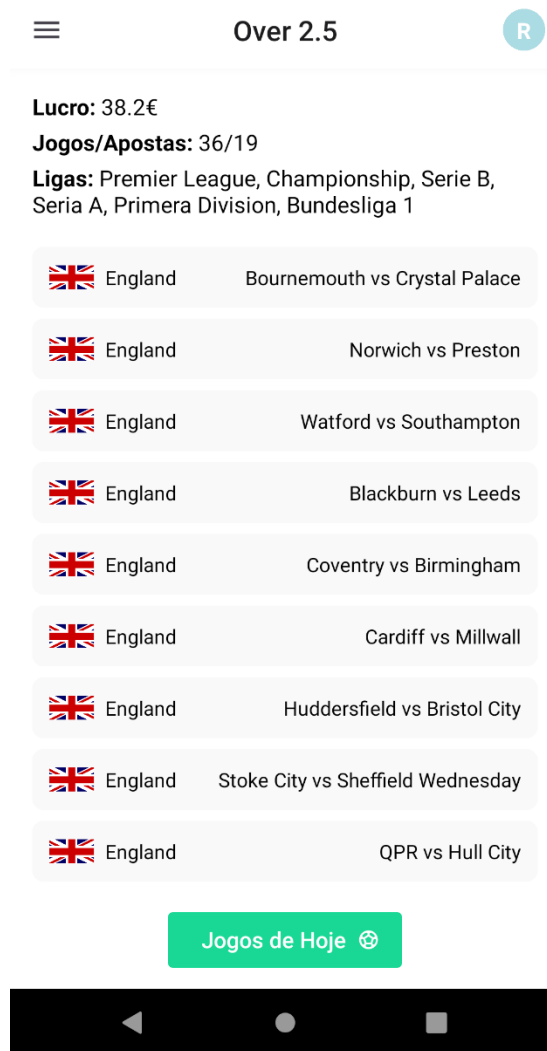 Over 2.5
R
Lucro: 38.2€
Jogos/Apostas: 36/19
Ligas: Premier League, Championship, Serie B,
Seria A, Primera Division, Bundesliga 1
England Bournemouth vs Crystal Palace
England Norwich vs Preston
England Watford vs Southampton
England Blackburn vs Leeds
England Coventry vs Birmingham
England Cardiff vs Millwall
England Huddersfield vs Bristol City
England Stoke City vs Sheffield Wednesday
England QPR vs Hull City
Jogos de Hoje